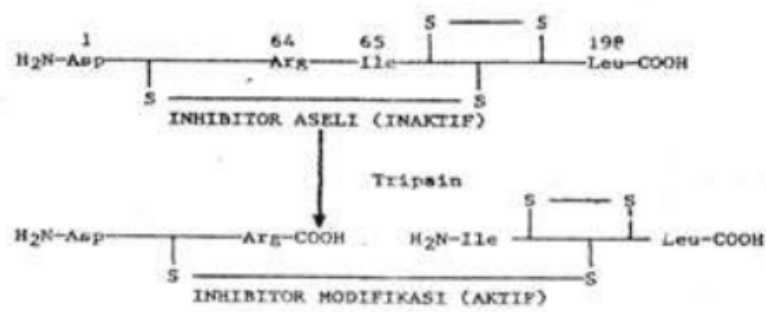 S S
1 64 65 198
H2N-Asp Arg Ile Leu-COOH
S S
INHIBITOR ASELI (INAKTIF)
Tripsin
S S
H2N-Asp Arg-COOH H2N-Ile Leu-COOH
S S
INHIBITOR MODIFIKASI (AKTIF)